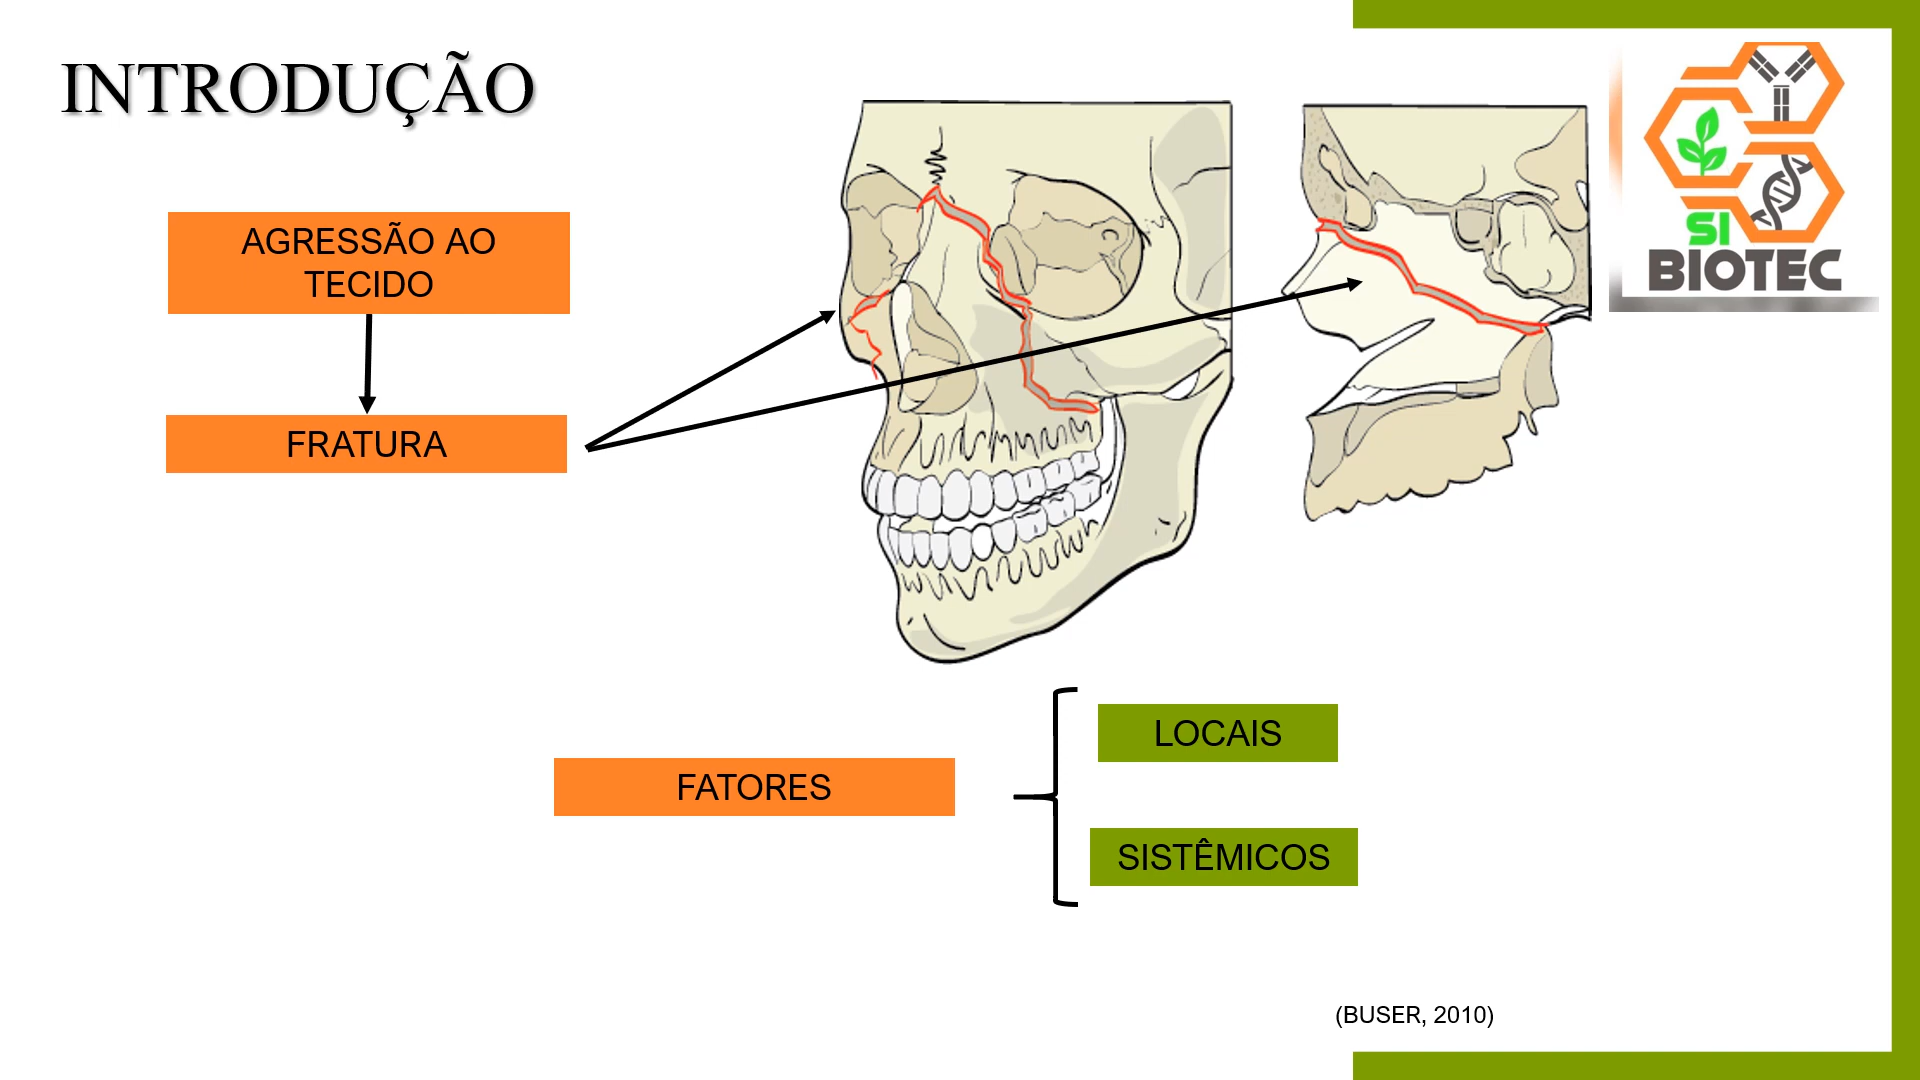 INTRODUÇÃO
AGRESSÃO AO
TECIDO
FRATURA
SI
BIOTEC
FATORES
LOCAIS
SISTÊMICOS
(BUSER, 2010)